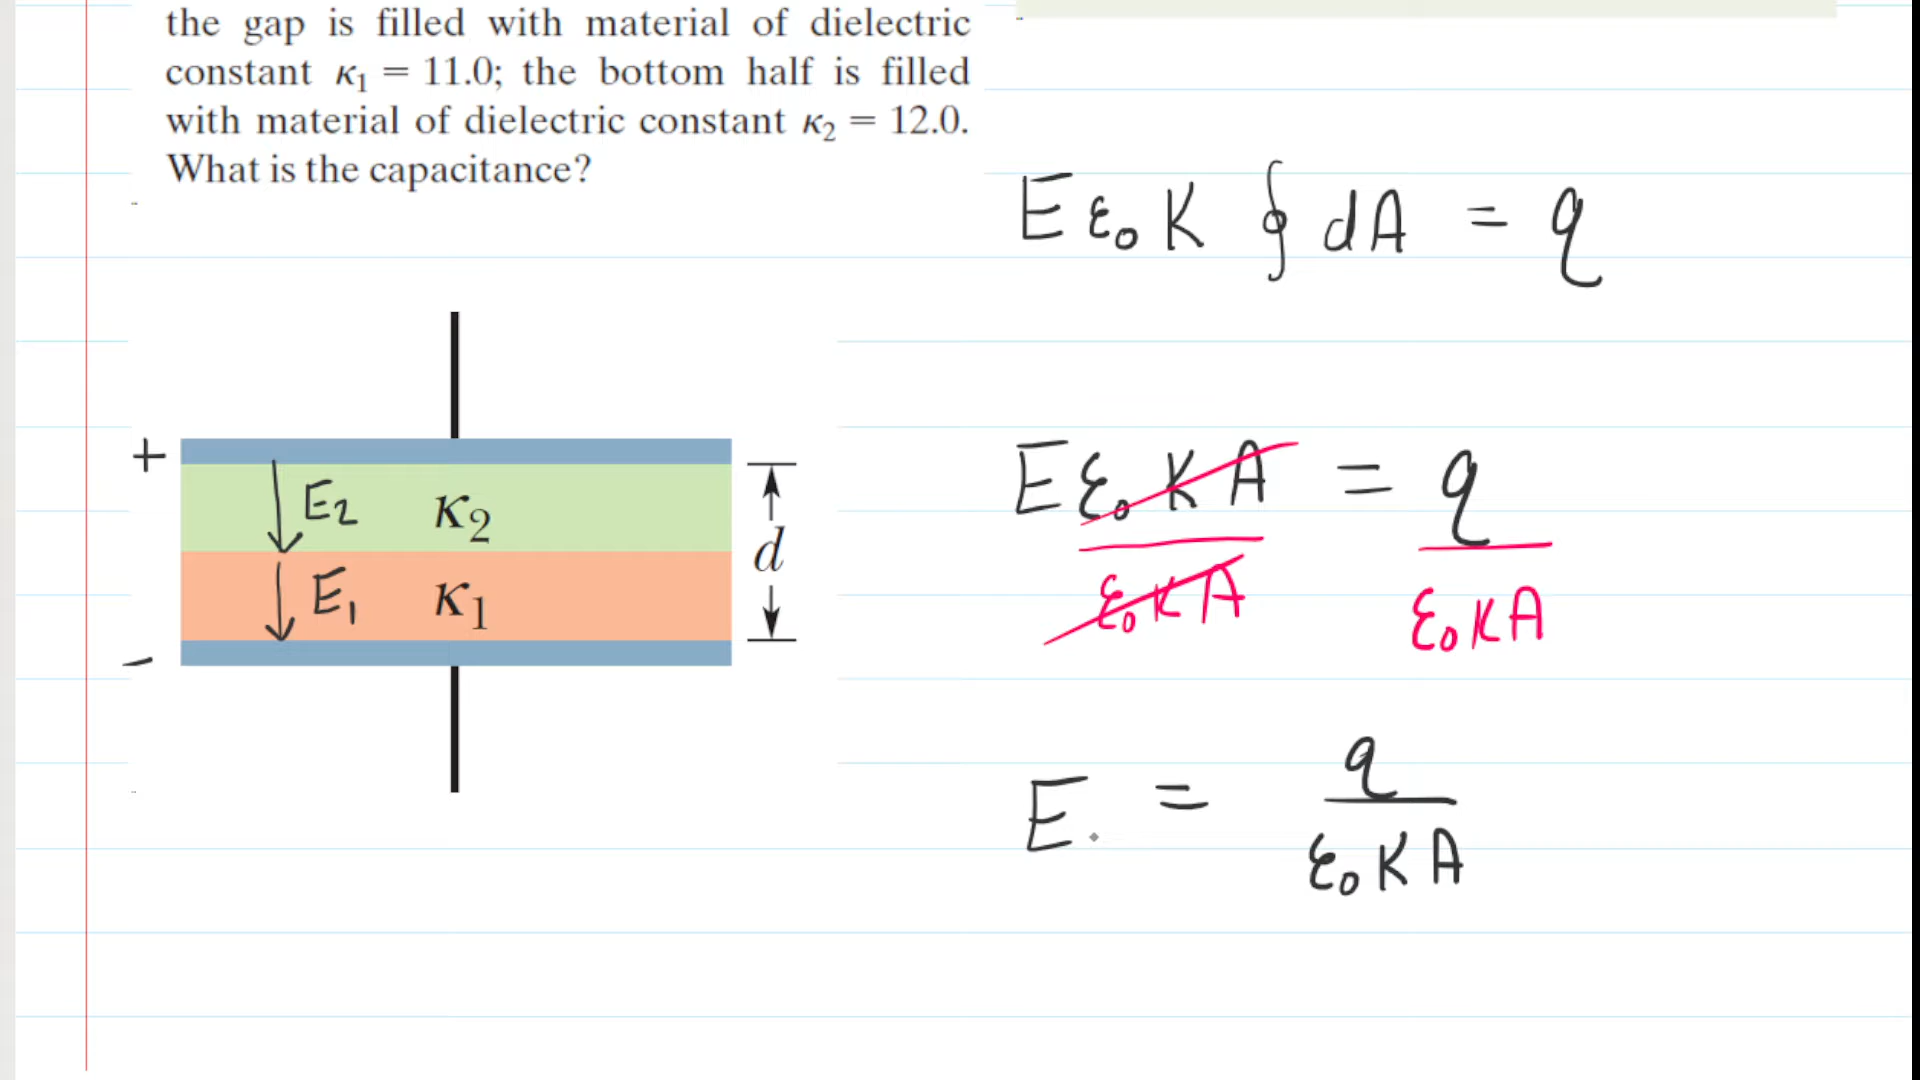 the gap is filled with material of dielectric
constant κ₁ = 11.0; the bottom half is filled
with material of dielectric constant κ₂ = 12.0.
What is the capacitance?
E ε₀ K ∮ dA = q
+
E₂ κ₂
d
E₁ κ₁
−
E ε₀ K A = q
ε₀ K A ε₀ K A
E = q
ε₀ K A